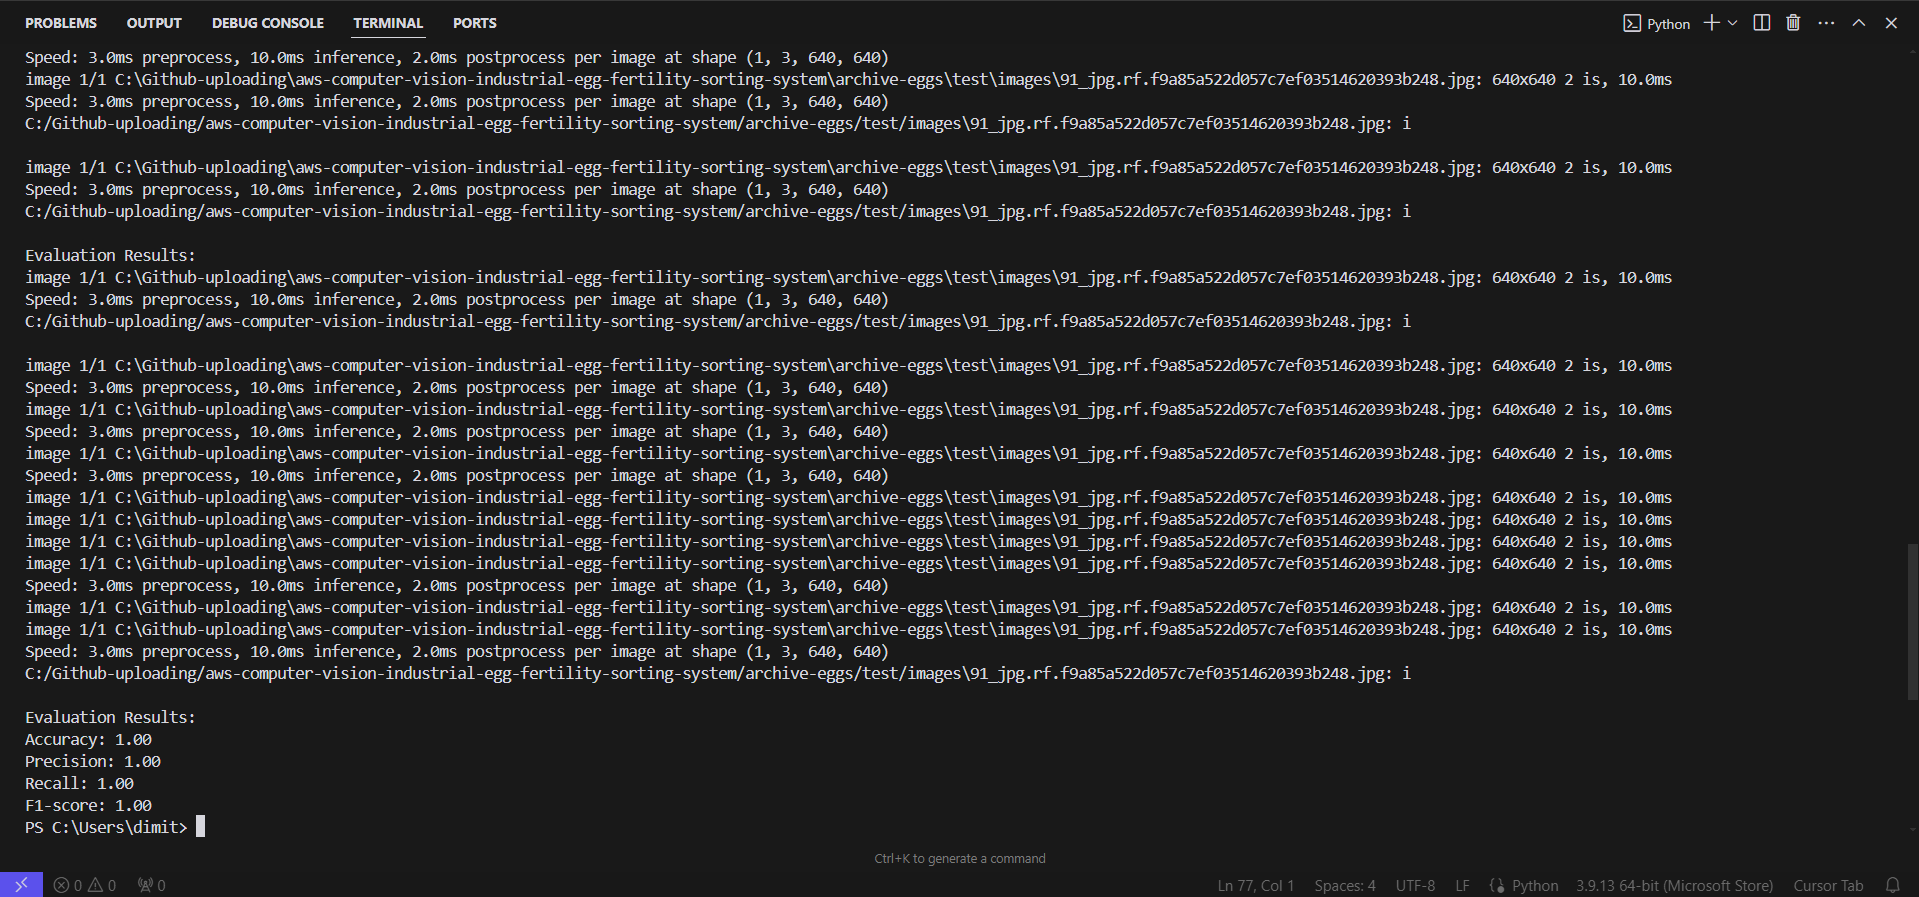 PROBLEMS OUTPUT DEBUG CONSOLE TERMINAL PORTS Python
Speed: 3.0ms preprocess, 10.0ms inference, 2.0ms postprocess per image at shape (1, 3, 640, 640)
image 1/1 C:\Github-uploading\aws-computer-vision-industrial-egg-fertility-sorting-system\archive-eggs\test\images\91_jpg.rf.f9a85a522d057c7ef03514620393b248.jpg: 640x640 2 is, 10.0ms
Speed: 3.0ms preprocess, 10.0ms inference, 2.0ms postprocess per image at shape (1, 3, 640, 640)
C:/Github-uploading/aws-computer-vision-industrial-egg-fertility-sorting-system/archive-eggs/test/images\91_jpg.rf.f9a85a522d057c7ef03514620393b248.jpg: i
image 1/1 C:\Github-uploading\aws-computer-vision-industrial-egg-fertility-sorting-system\archive-eggs\test\images\91_jpg.rf.f9a85a522d057c7ef03514620393b248.jpg: 640x640 2 is, 10.0ms
Speed: 3.0ms preprocess, 10.0ms inference, 2.0ms postprocess per image at shape (1, 3, 640, 640)
C:/Github-uploading/aws-computer-vision-industrial-egg-fertility-sorting-system/archive-eggs/test/images\91_jpg.rf.f9a85a522d057c7ef03514620393b248.jpg: i
Evaluation Results:
image 1/1 C:\Github-uploading\aws-computer-vision-industrial-egg-fertility-sorting-system\archive-eggs\test\images\91_jpg.rf.f9a85a522d057c7ef03514620393b248.jpg: 640x640 2 is, 10.0ms
Speed: 3.0ms preprocess, 10.0ms inference, 2.0ms postprocess per image at shape (1, 3, 640, 640)
C:/Github-uploading/aws-computer-vision-industrial-egg-fertility-sorting-system/archive-eggs/test/images\91_jpg.rf.f9a85a522d057c7ef03514620393b248.jpg: i
image 1/1 C:\Github-uploading\aws-computer-vision-industrial-egg-fertility-sorting-system\archive-eggs\test\images\91_jpg.rf.f9a85a522d057c7ef03514620393b248.jpg: 640x640 2 is, 10.0ms
Speed: 3.0ms preprocess, 10.0ms inference, 2.0ms postprocess per image at shape (1, 3, 640, 640)
image 1/1 C:\Github-uploading\aws-computer-vision-industrial-egg-fertility-sorting-system\archive-eggs\test\images\91_jpg.rf.f9a85a522d057c7ef03514620393b248.jpg: 640x640 2 is, 10.0ms
Speed: 3.0ms preprocess, 10.0ms inference, 2.0ms postprocess per image at shape (1, 3, 640, 640)
image 1/1 C:\Github-uploading\aws-computer-vision-industrial-egg-fertility-sorting-system\archive-eggs\test\images\91_jpg.rf.f9a85a522d057c7ef03514620393b248.jpg: 640x640 2 is, 10.0ms
Speed: 3.0ms preprocess, 10.0ms inference, 2.0ms postprocess per image at shape (1, 3, 640, 640)
image 1/1 C:\Github-uploading\aws-computer-vision-industrial-egg-fertility-sorting-system\archive-eggs\test\images\91_jpg.rf.f9a85a522d057c7ef03514620393b248.jpg: 640x640 2 is, 10.0ms
image 1/1 C:\Github-uploading\aws-computer-vision-industrial-egg-fertility-sorting-system\archive-eggs\test\images\91_jpg.rf.f9a85a522d057c7ef03514620393b248.jpg: 640x640 2 is, 10.0ms
image 1/1 C:\Github-uploading\aws-computer-vision-industrial-egg-fertility-sorting-system\archive-eggs\test\images\91_jpg.rf.f9a85a522d057c7ef03514620393b248.jpg: 640x640 2 is, 10.0ms
image 1/1 C:\Github-uploading\aws-computer-vision-industrial-egg-fertility-sorting-system\archive-eggs\test\images\91_jpg.rf.f9a85a522d057c7ef03514620393b248.jpg: 640x640 2 is, 10.0ms
Speed: 3.0ms preprocess, 10.0ms inference, 2.0ms postprocess per image at shape (1, 3, 640, 640)
image 1/1 C:\Github-uploading\aws-computer-vision-industrial-egg-fertility-sorting-system\archive-eggs\test\images\91_jpg.rf.f9a85a522d057c7ef03514620393b248.jpg: 640x640 2 is, 10.0ms
image 1/1 C:\Github-uploading\aws-computer-vision-industrial-egg-fertility-sorting-system\archive-eggs\test\images\91_jpg.rf.f9a85a522d057c7ef03514620393b248.jpg: 640x640 2 is, 10.0ms
Speed: 3.0ms preprocess, 10.0ms inference, 2.0ms postprocess per image at shape (1, 3, 640, 640)
C:/Github-uploading/aws-computer-vision-industrial-egg-fertility-sorting-system/archive-eggs/test/images\91_jpg.rf.f9a85a522d057c7ef03514620393b248.jpg: i
Evaluation Results:
Accuracy: 1.00
Precision: 1.00
Recall: 1.00
F1-score: 1.00
PS C:\Users\dimit>
Ctrl+K to generate a command
0 0 0 Ln 77, Col 1 Spaces: 4 UTF-8 LF Python 3.9.13 64-bit (Microsoft Store) Cursor Tab